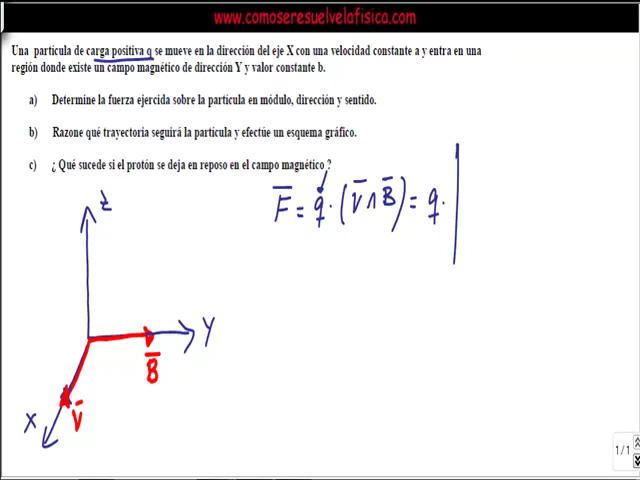 www.comoseresuelvelafisica.com
Una partícula de carga positiva q se mueve en la dirección del eje X con una velocidad constante a y entra en una
región donde existe un campo magnético de dirección Y y valor constante b.
a) Determine la fuerza ejercida sobre la partícula en módulo, dirección y sentido.
b) Razone qué trayectoria seguirá la partícula y efectúe un esquema gráfico.
c) ¿ Qué sucede si el protón se deja en reposo en el campo magnético ?
Z
F̅ = q · (V̅ ∧ B̅) = q ·
Y
B̅
X
V̅
1/1